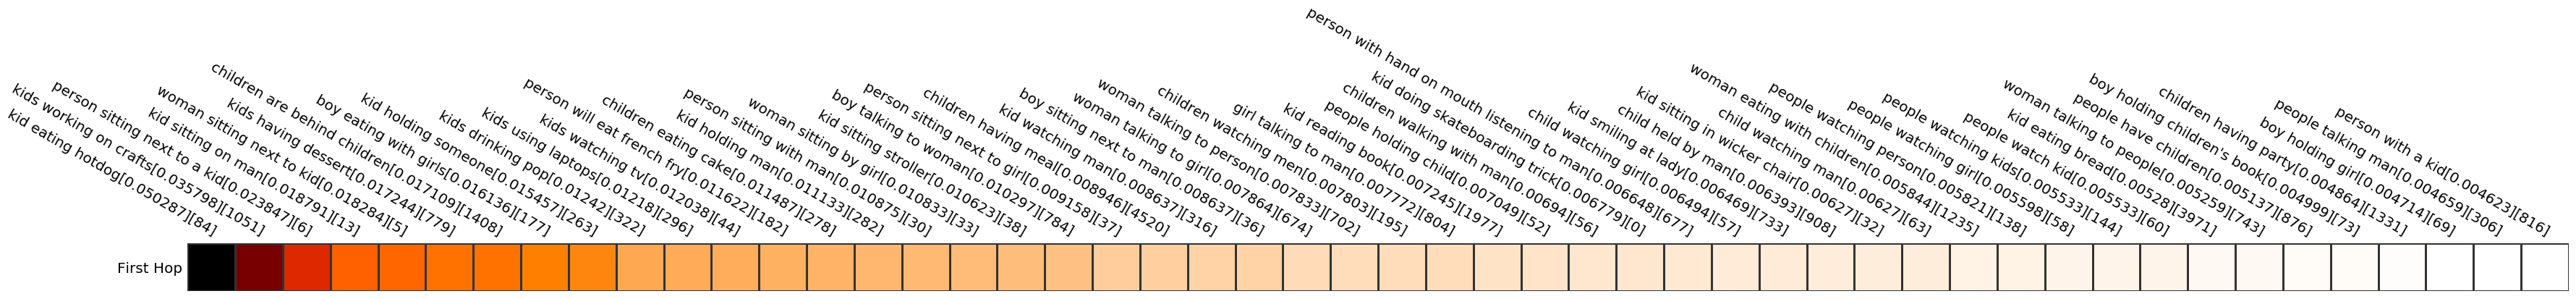 kid eating hotdog[0.050287][84]
kids working on crafts[0.035798][1051]
person sitting next to a kid[0.023847][6]
kid sitting on man[0.018791][13]
woman sitting next to kid[0.018284][5]
kids having dessert[0.017244][779]
children are behind children[0.017109][1408]
boy eating with girls[0.016136][177]
kid holding someone[0.015457][263]
kids drinking pop[0.01242][322]
kids using laptops[0.01218][296]
kids watching tv[0.012038][44]
person will eat french fry[0.011622][182]
children eating cake[0.011487][278]
kid holding man[0.01133][282]
person sitting with man[0.010875][30]
woman sitting by girl[0.010833][33]
kid sitting stroller[0.010623][38]
boy talking to woman[0.010297][784]
person sitting next to girl[0.009158][37]
children having meal[0.008946][4520]
kid watching man[0.008637][316]
boy sitting next to man[0.008637][36]
woman talking to girl[0.007864][674]
woman talking to person[0.007833][702]
children watching men[0.007803][195]
girl talking to man[0.007772][804]
kid reading book[0.007245][1977]
people holding child[0.007049][52]
children walking with man[0.00694][56]
kid doing skateboarding trick[0.006779][0]
person with hand on mouth listening to man[0.006648][677]
child watching girl[0.006494][57]
kid smiling at lady[0.006469][733]
child held by man[0.006393][908]
kid sitting in wicker chair[0.00627][32]
child watching man[0.00627][63]
woman eating with children[0.005844][1235]
people watching person[0.005821][138]
people watching girl[0.005598][58]
people watching kids[0.005533][144]
people watch kid[0.005533][60]
kid eating bread[0.00528][397]
woman talking to people[0.005259][743]
people have children[0.005137][876]
boy holding children's book[0.004999][73]
children having party[0.004864][1331]
boy holding girl[0.004714][69]
people talking man[0.004659][306]
person with a kid[0.004623][816]
First Hop